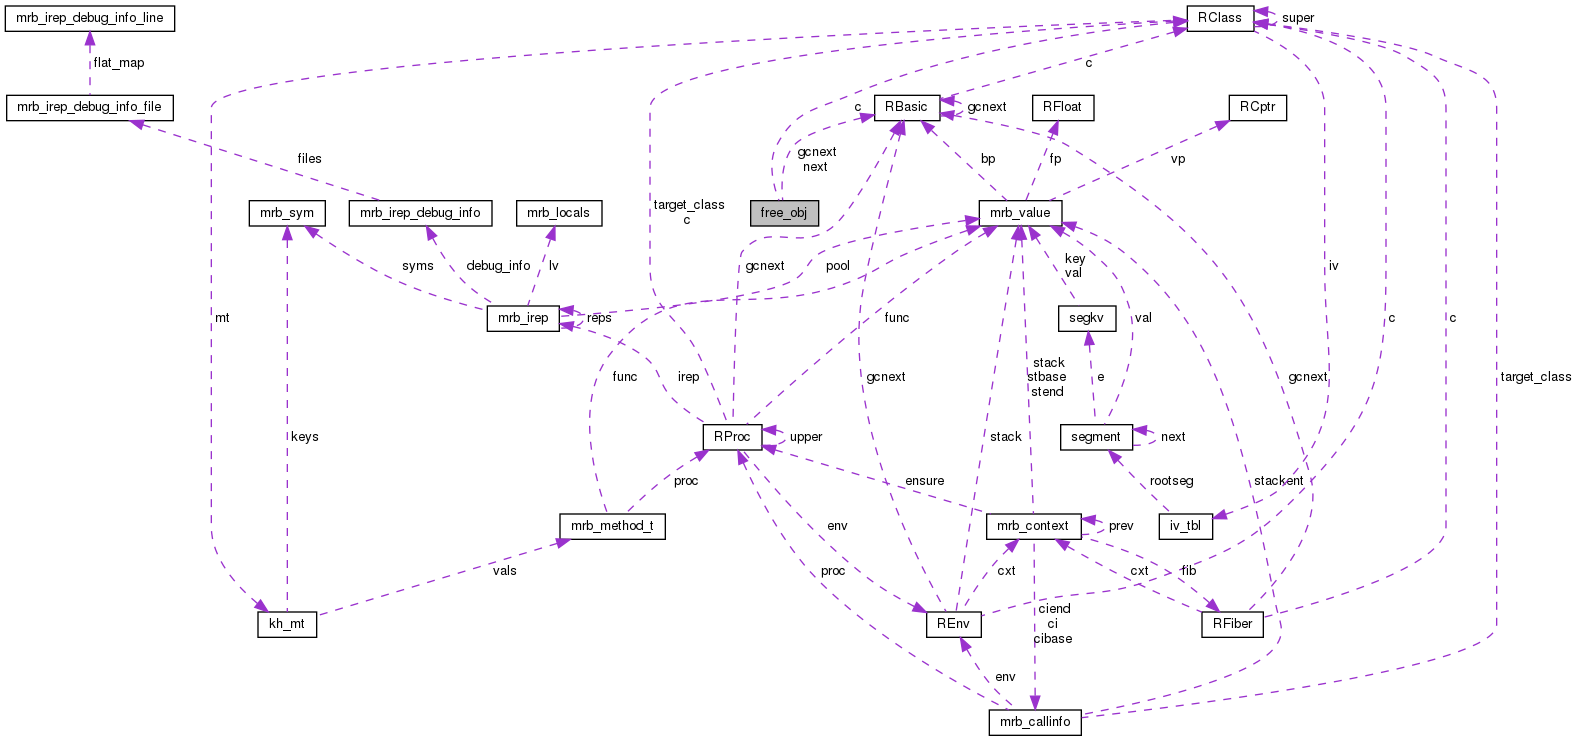 mrb_irep_debug_info_line
RClass
super
flat_map
c
mrb_irep_debug_info_file
RBasic
gcnext
RFloat
RCptr
c
files
gcnext
next
bp
fp
vp
mrb_sym
mrb_irep_debug_info
mrb_locals
target_class
c
free_obj
mrb_value
syms
debug_info
lv
gcnext
pool
key
val
iv
mt
mrb_irep
reps
func
segkv
val
c
c
func
irep
gcnext
stack
stbase
stend
e
gcnext
target_class
keys
RProc
upper
stack
segment
next
proc
ensure
rootseg
stackent
mrb_method_t
env
mrb_context
prev
iv_tbl
vals
proc
cxt
cxt
fib
kh_mt
REnv
ciend
ci
cibase
RFiber
env
mrb_callinfo